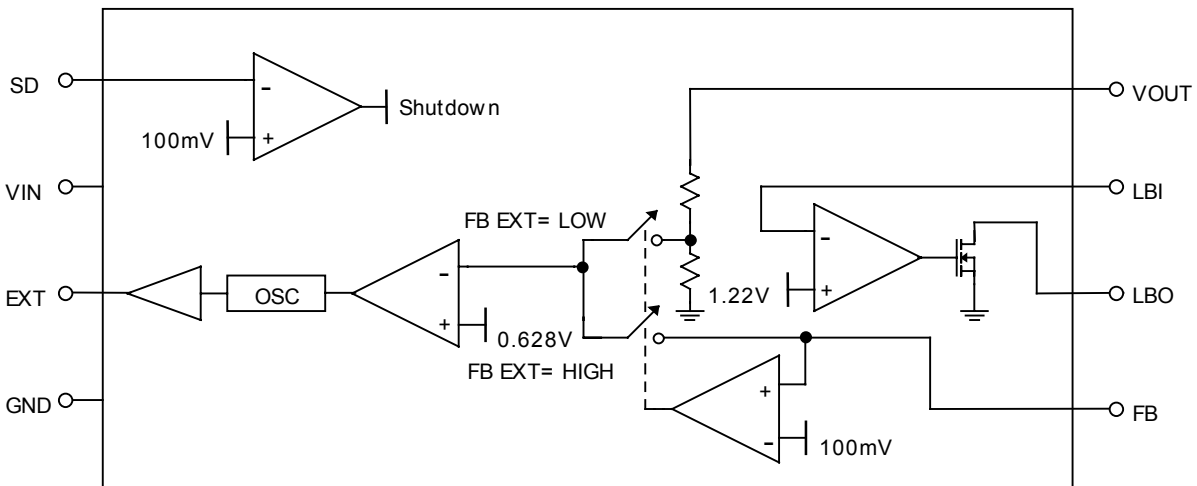 SD
VOUT
100mV
Shutdown
VIN
LBI
FB EXT= LOW
EXT
OSC
1.22V
LBO
0.628V
FB EXT= HIGH
GND
FB
100mV
-
+
-
+
-
+
+
-